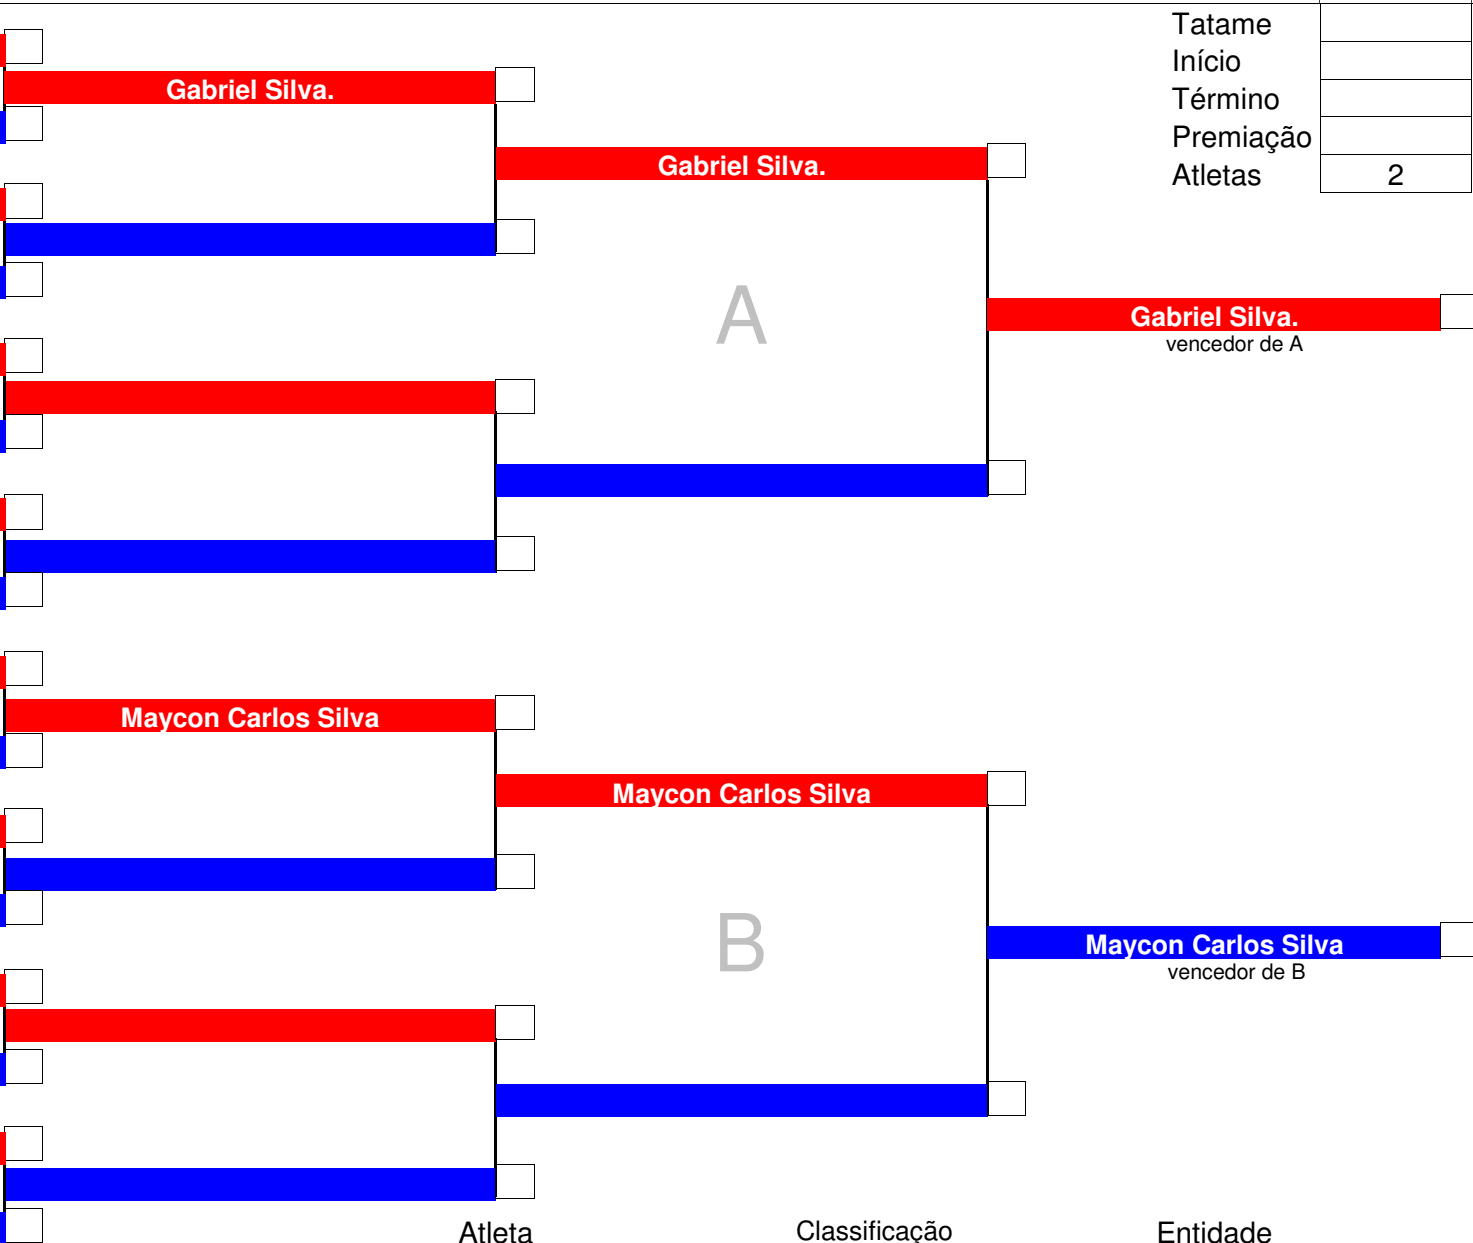 Tatame
Início
Término
Premiação
Atletas 2
Gabriel Silva.
Gabriel Silva.
A
Gabriel Silva.
vencedor de A
Maycon Carlos Silva
Maycon Carlos Silva
B
Maycon Carlos Silva
vencedor de B
Atleta Classificação Entidade